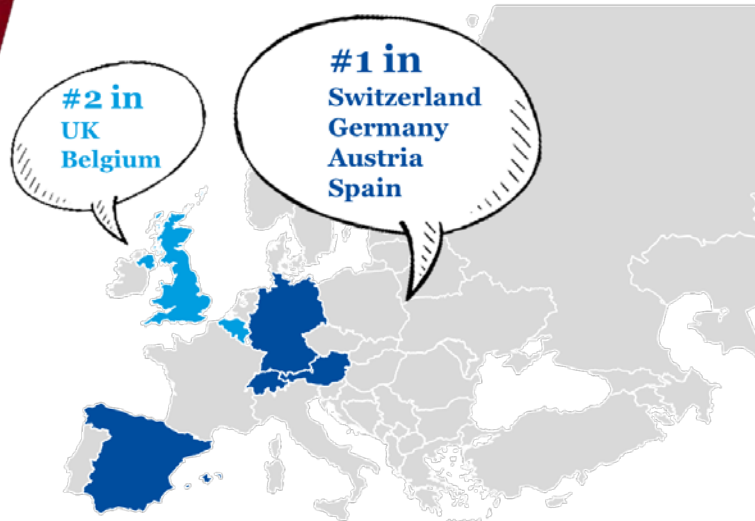 #2 in
UK
Belgium
#1 in
Switzerland
Germany
Austria
Spain